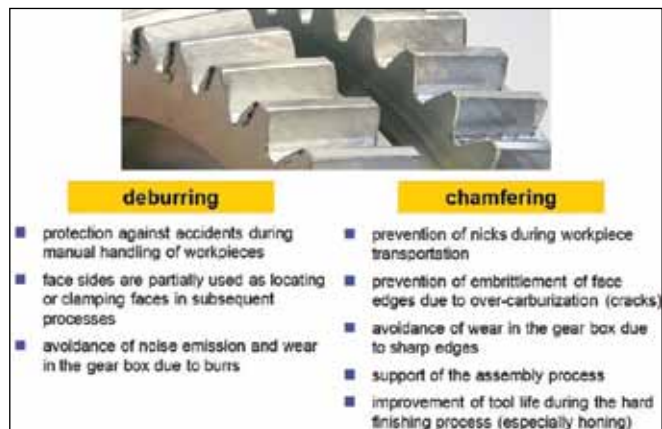 deburring
protection against accidents during
manual handling of workpieces
face sides are partially used as locating
or clamping faces in subsequent
processes
avoidance of noise emission and wear
in the gear box due to burrs
chamfering
prevention of nicks during workpiece
transportation
prevention of embrittlement of face
edges due to over-carburization (cracks)
avoidance of wear in the gear box due
to sharp edges
support of the assembly process
improvement of tool life during the hard
finishing process (especially honing)